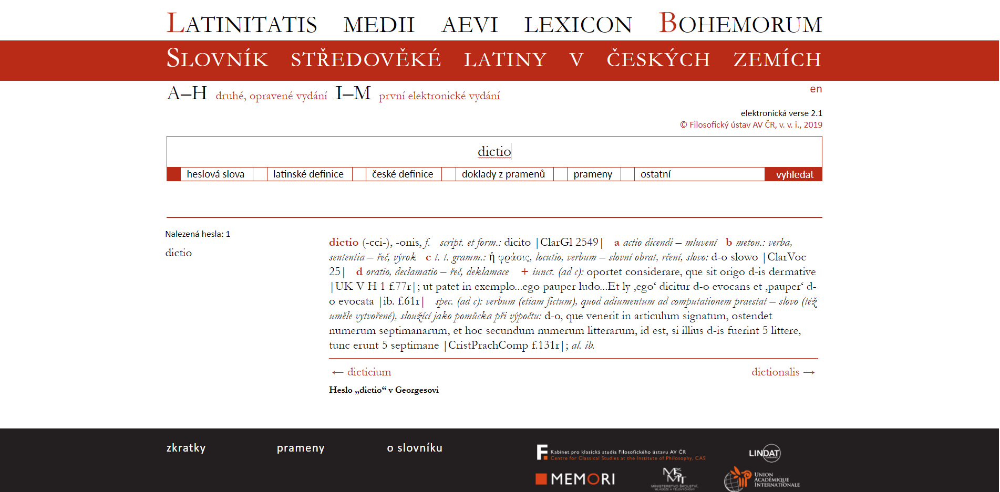 LATINITATIS MEDII AEVI LEXICON BOHEMORUM
SLOVNÍK STŘEDOVĚKÉ LATINY V ČESKÝCH ZEMÍCH
A–H druhé, opravené vydání I–M první elektronické vydání
en
elektronická verse 2.1
© Filosofický ústav AV ČR, v. v. i., 2019
dictio
heslová slova latinské definice české definice doklady z pramenů prameny ostatní vyhledat
Nalezená hesla: 1
dictio
dictio (-cci-), -onis, f. script. et form.: dicito |ClarGl 2549| a actio dicendi – mluvení b meton.: verba,
sententia – řeč, výrok c t. t. gramm.: ἡ φράσις, locutio, verbum – slovní obrat, rčení, slovo: d-o slowo |ClarVoc
25| d oratio, declamatio – řeč, deklamace + iunct. (ad c): oportet considerare, que sit origo d-is dermative
|UK V H 1 f.77r|; ut patet in exemplo...ego pauper ludo...Et ly ‚ego‘ dicitur d-o evocans et ‚pauper‘ d-
o evocata |ib. f.61r| spec. (ad c): verbum (etiam fictum), quod adiumentum ad computationem praestat – slovo (též
uměle vytvořené), sloužící jako pomůcka při výpočtu: d-o, que venerit in articulum signatum, ostendet
numerum septimanarum, et hoc secundum numerum litterarum, id est, si illius d-is fuerint 5 littere,
tunc erunt 5 septimane |CristPrachComp f.131r|; al. ib.
← dicticium
dictionalis →
Heslo „dictio“ v Georgesovi
zkratky prameny o slovníku
Kabinet pro klasická studia Filosofického ústavu AV ČR
Centre for Classical Studies at the Institute of Philosophy, CAS
LINDAT
MEMORI
MŠMT
MINISTERSTVO ŠKOLSTVÍ,
MLÁDEŽE A TĚLOVÝCHOVY
UNION
ACADÉMIQUE
INTERNATIONALE